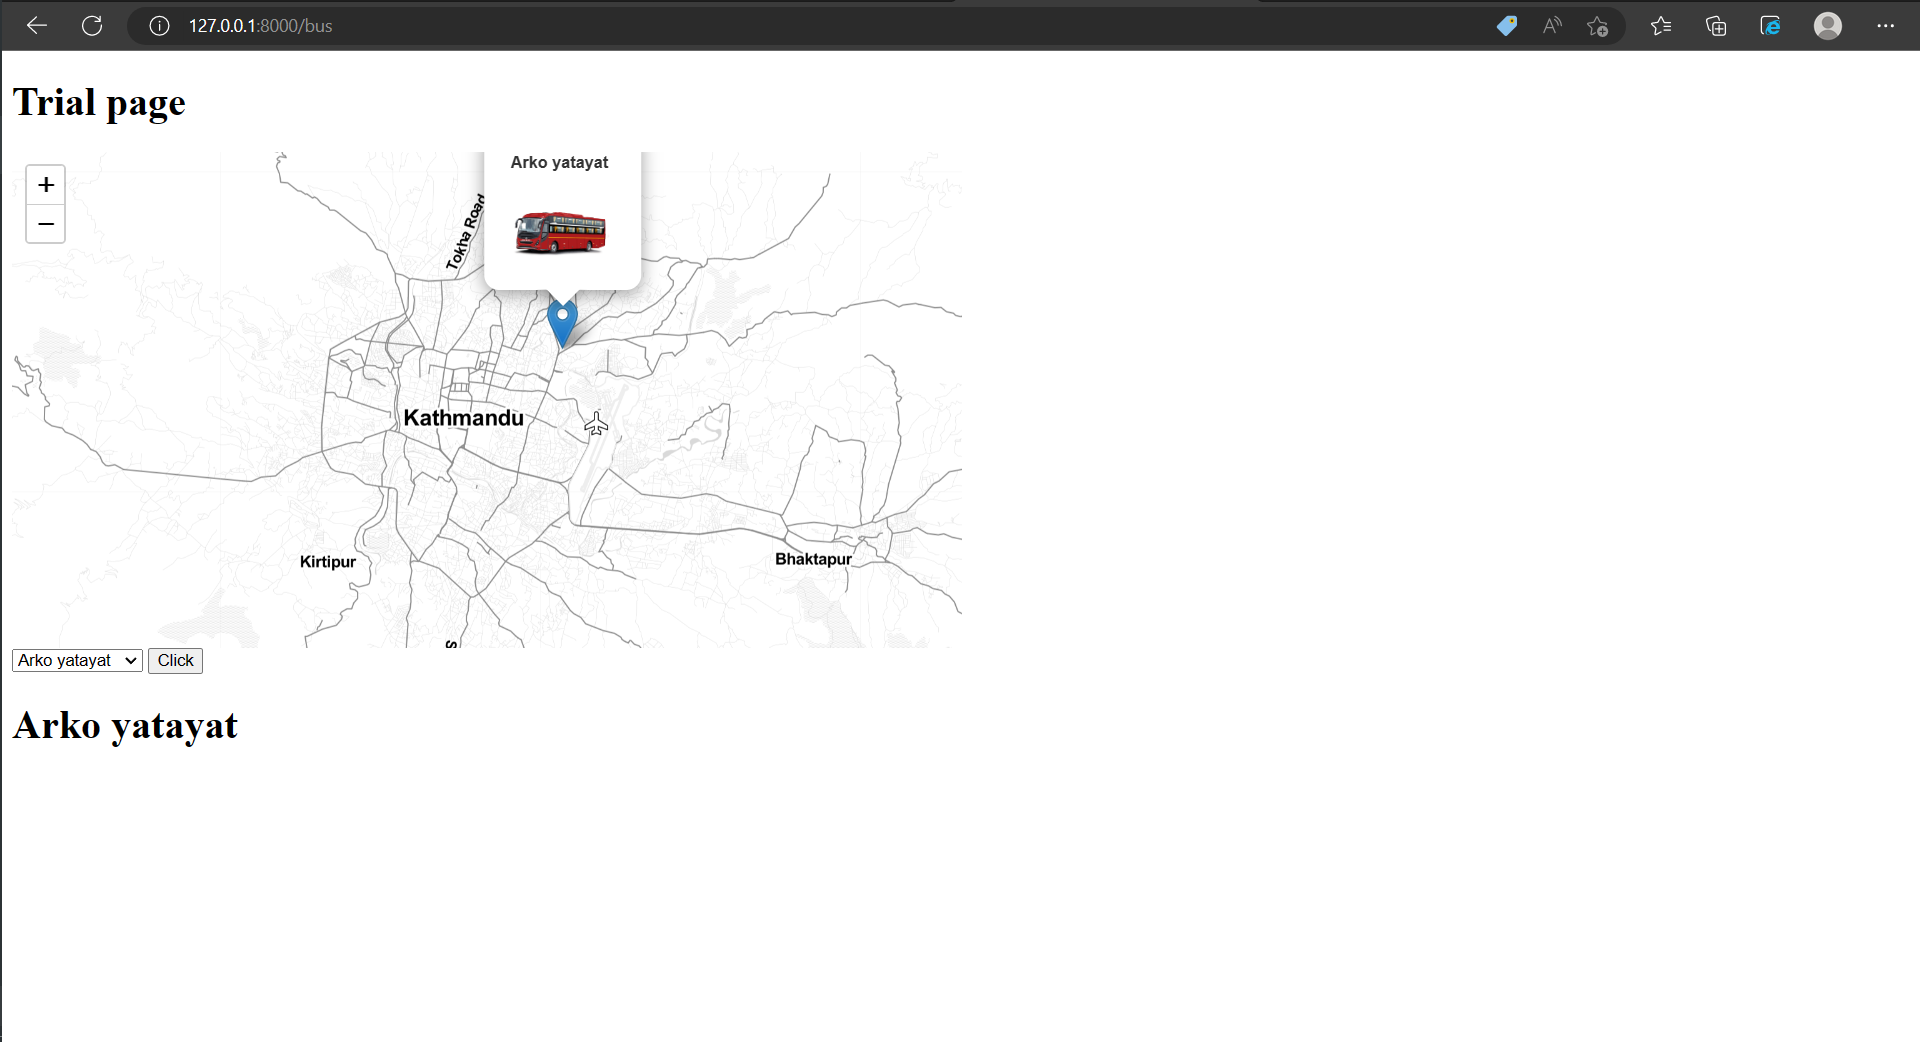 127.0.0.1:8000/bus
Trial page
+
−
Arko yatayat
Tokha Road
Kathmandu
Kirtipur
Bhaktapur
S
Arko yatayat
Click
Arko yatayat